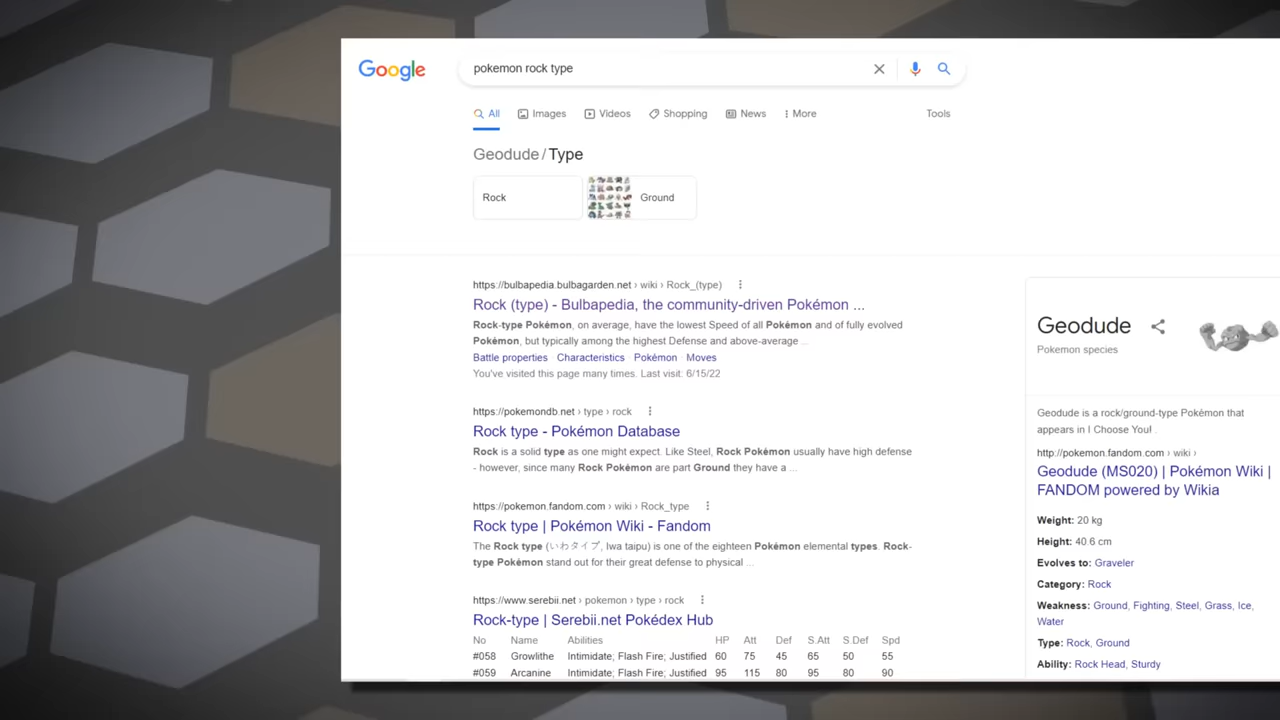 Google
pokemon rock type
All Images Videos Shopping News More Tools
Geodude / Type
Rock Ground
https://bulbapedia.bulbagarden.net › wiki › Rock_(type)
Rock (type) - Bulbapedia, the community-driven Pokémon ...
Rock-type Pokémon, on average, have the lowest Speed of all Pokémon and of fully evolved
Pokémon, but typically among the highest Defense and above-average ...
Battle properties · Characteristics · Pokémon · Moves
You've visited this page many times. Last visit: 6/15/22
https://pokemondb.net › type › rock
Rock type - Pokémon Database
Rock is a solid type as one might expect. Like Steel, Rock Pokémon usually have high defense
- however, since many Rock Pokémon are part Ground they have a ...
https://pokemon.fandom.com › wiki › Rock_type
Rock type | Pokémon Wiki - Fandom
The Rock type (いわタイプ, Iwa taipu) is one of the eighteen Pokémon elemental types. Rock-
type Pokémon stand out for their great defense to physical ...
https://www.serebii.net › pokemon › type › rock
Rock-type | Serebii.net Pokédex Hub
No Name Abilities HP Att Def S.Att S.Def Spd
#058 Growlithe Intimidate; Flash Fire; Justified 60 75 45 65 50 55
#059 Arcanine Intimidate; Flash Fire; Justified 95 115 80 95 80 90
Geodude
Pokemon species
Geodude is a rock/ground-type Pokémon that
appears in I Choose You! .
http://pokemon.fandom.com › wiki ›
Geodude (MS020) | Pokémon Wiki |
FANDOM powered by Wikia
Weight: 20 kg
Height: 40.6 cm
Evolves to: Graveler
Category: Rock
Weakness: Ground, Fighting, Steel, Grass, Ice,
Water
Type: Rock, Ground
Ability: Rock Head, Sturdy